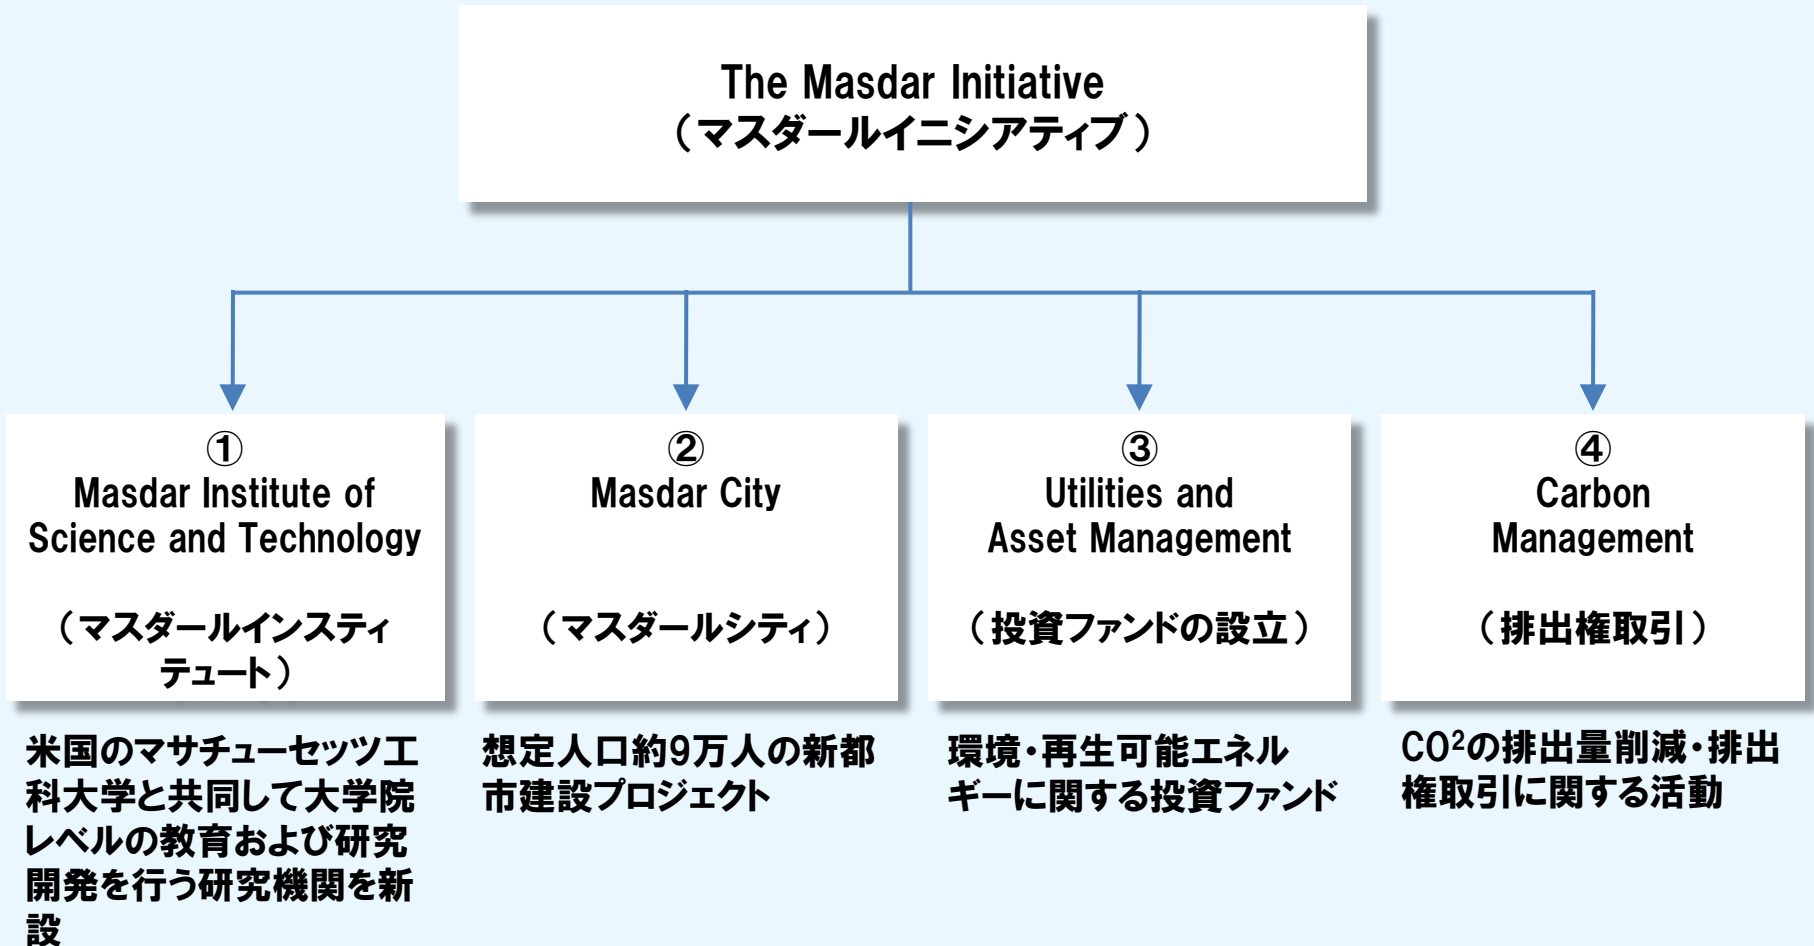 The Masdar Initiative
（マスダールイニシアティブ）
①
Masdar Institute of
Science and Technology
（マスダールインスティ
テュート）
米国のマサチューセッツ工
科大学と共同して大学院
レベルの教育および研究
開発を行う研究機関を新
設
②
Masdar City
（マスダールシティ）
想定人口約9万人の新都
市建設プロジェクト
③
Utilities and
Asset Management
（投資ファンドの設立）
環境・再生可能エネル
ギーに関する投資ファンド
④
Carbon
Management
（排出権取引）
CO²の排出量削減・排出
権取引に関する活動